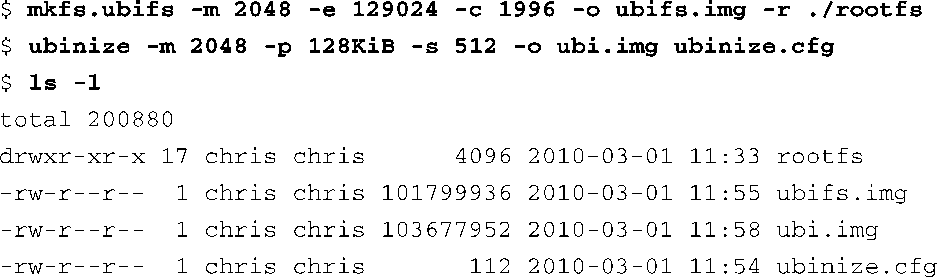 $ mkfs.ubifs -m 2048 -e 129024 -c 1996 -o ubifs.img -r ./rootfs
$ ubinize -m 2048 -p 128KiB -s 512 -o ubi.img ubinize.cfg
$ ls -l
total 200880
drwxr-xr-x 17 chris chris 4096 2010-03-01 11:33 rootfs
-rw-r--r-- 1 chris chris 101799936 2010-03-01 11:55 ubifs.img
-rw-r--r-- 1 chris chris 103677952 2010-03-01 11:58 ubi.img
-rw-r--r-- 1 chris chris 112 2010-03-01 11:54 ubinize.cfg